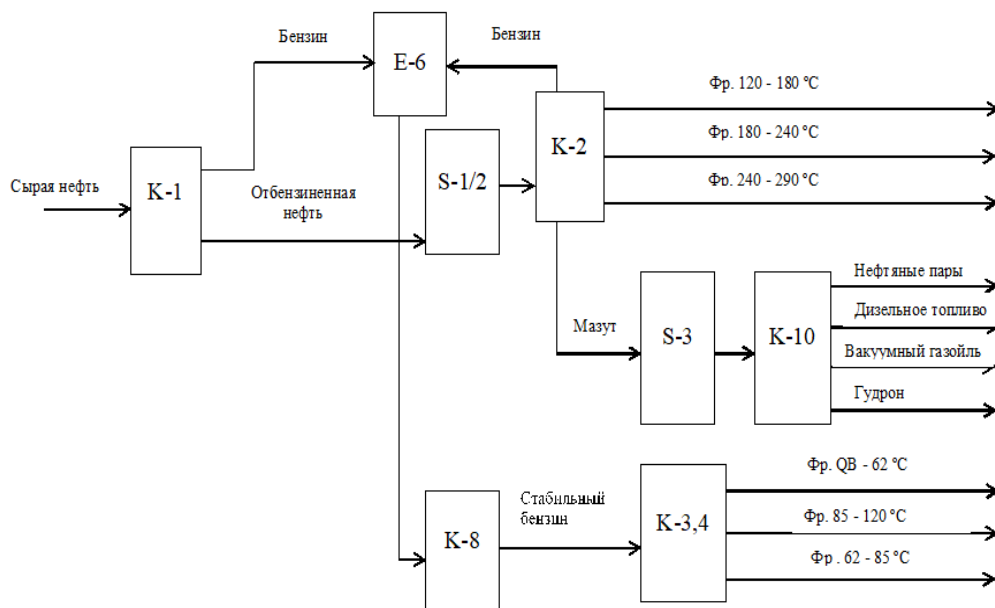 Бензин
E-6
Бензин
Фр. 120 - 180 °С
K-2
Фр. 180 - 240 °С
Сырая нефть
K-1
Отбензиненная
нефть
S-1/2
Фр. 240 - 290 °С
Нефтяные пары
Мазут
S-3
K-10
Дизельное топливо
Вакуумный газойль
Гудрон
Фр. QB - 62 °С
Стабильный
бензин
K-8
K-3,4
Фр. 85 - 120 °С
Фр . 62 - 85 °С